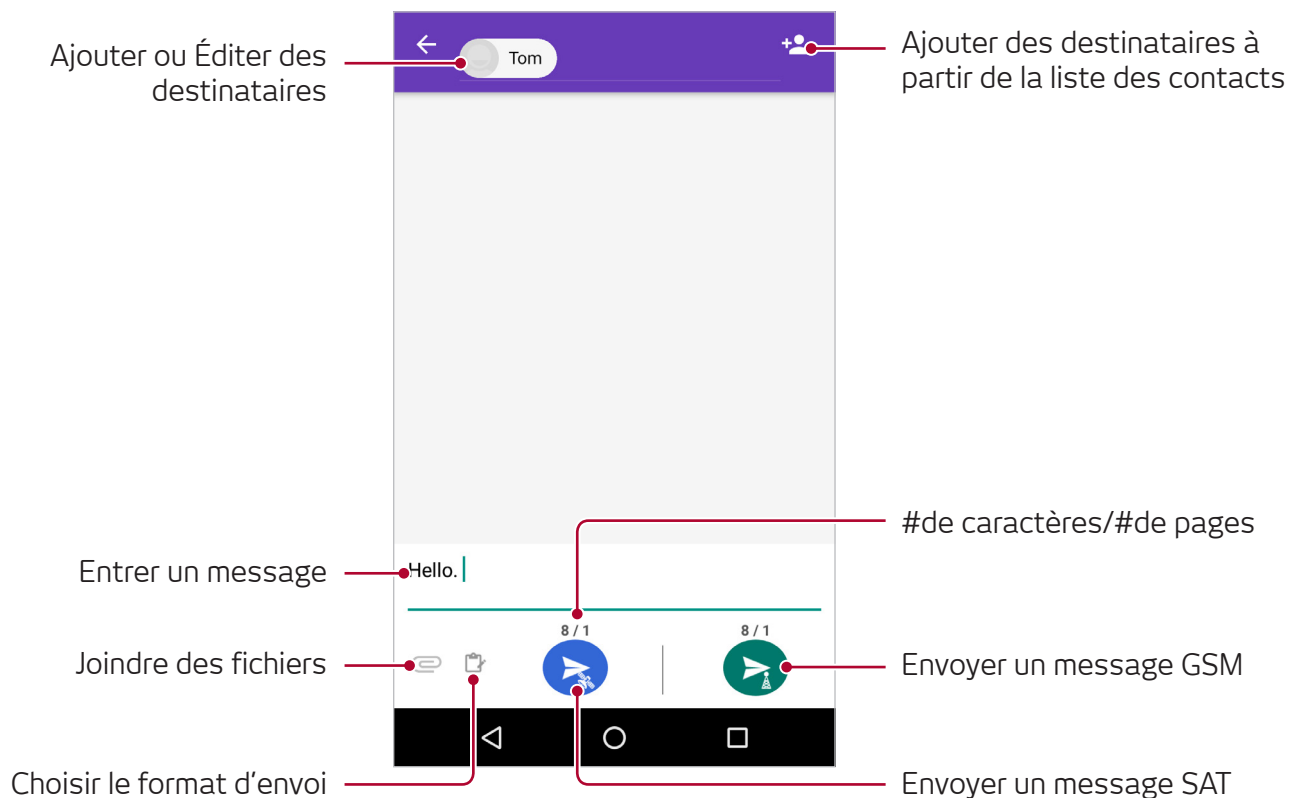 Ajouter ou Éditer des
destinataires
Tom
Ajouter des destinataires à
partir de la liste des contacts
#de caractères/#de pages
Entrer un message
Hello.
8 / 1
8 / 1
Joindre des fichiers
Envoyer un message GSM
Choisir le format d'envoi
Envoyer un message SAT